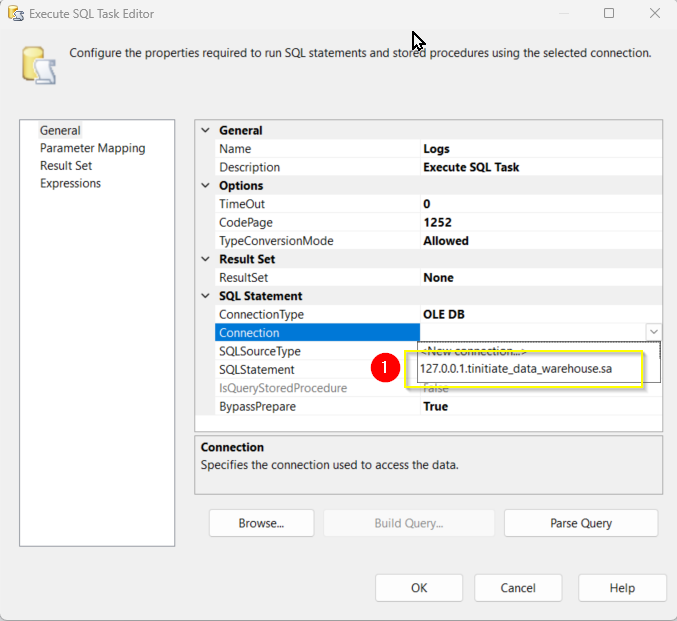 Execute SQL Task Editor
Configure the properties required to run SQL statements and stored procedures using the selected connection.
General
Parameter Mapping
Result Set
Expressions
General
Name Logs
Description Execute SQL Task
Options
TimeOut 0
CodePage 1252
TypeConversionMode Allowed
Result Set
ResultSet None
SQL Statement
ConnectionType OLE DB
Connection
SQLSourceType <New connection...>
1
SQLStatement 127.0.0.1.tinitiate_data_warehouse.sa
IsQueryStoredProcedure False
BypassPrepare True
Connection
Specifies the connection used to access the data.
Browse... Build Query... Parse Query
OK Cancel Help